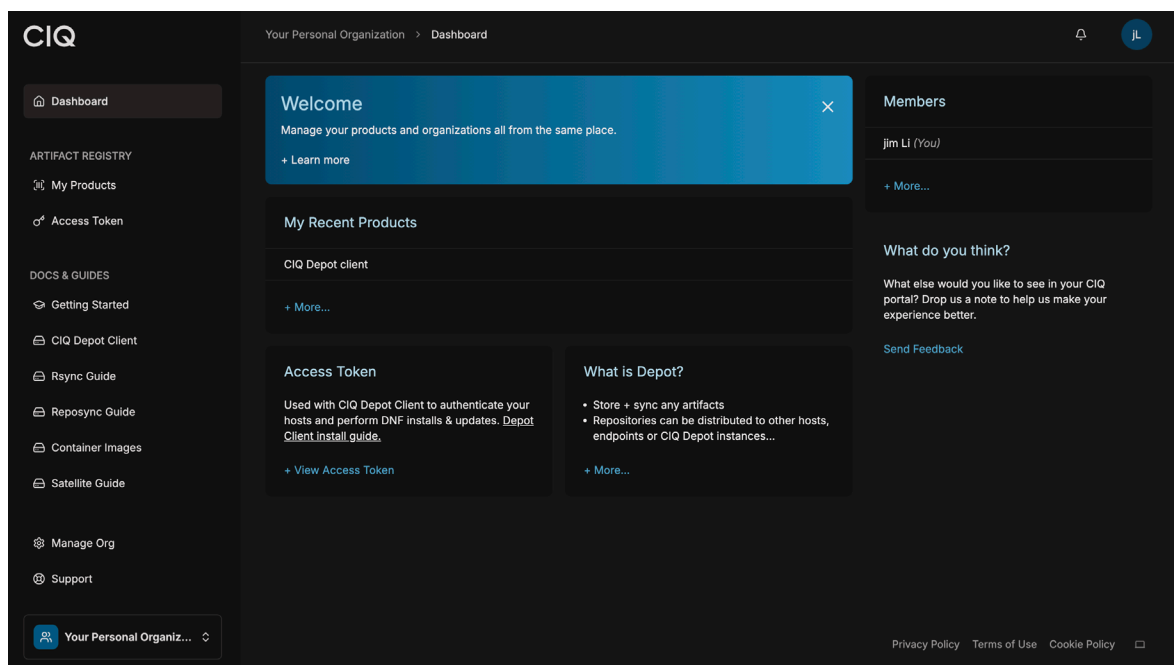 CIQ
Your Personal Organization > Dashboard
jL
Dashboard
ARTIFACT REGISTRY
My Products
Access Token
DOCS & GUIDES
Getting Started
CIQ Depot Client
Rsync Guide
Reposync Guide
Container Images
Satellite Guide
Manage Org
Support
Your Personal Organiz...
Welcome
Manage your products and organizations all from the same place.
+ Learn more
My Recent Products
CIQ Depot client
+ More...
Access Token
Used with CIQ Depot Client to authenticate your
hosts and perform DNF installs & updates. Depot
Client install guide.
+ View Access Token
What is Depot?
• Store + sync any artifacts
• Repositories can be distributed to other hosts,
endpoints or CIQ Depot instances...
+ More...
Members
jim Li (You)
+ More...
What do you think?
What else would you like to see in your CIQ
portal? Drop us a note to help us make your
experience better.
Send Feedback
Privacy Policy Terms of Use Cookie Policy